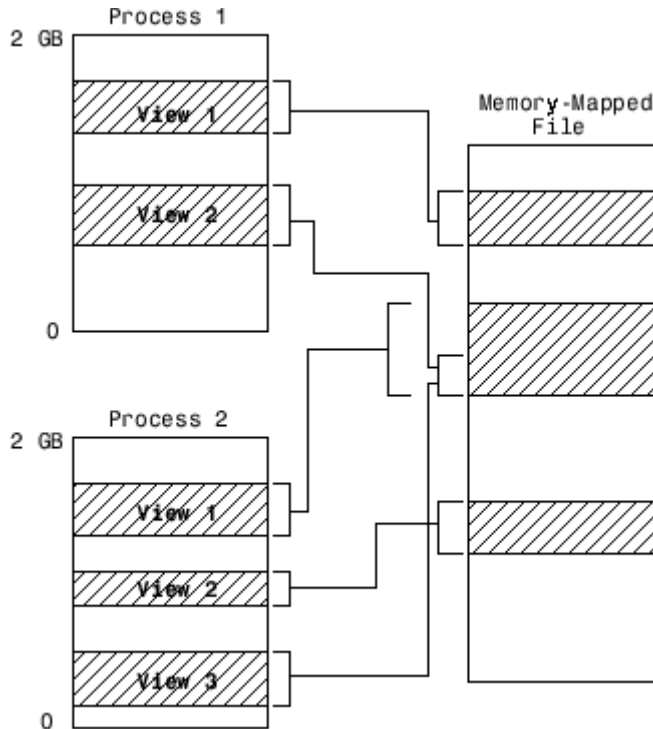 Process 1
2 GB
View 1
View 2
0
Memory-Mapped
File
Process 2
2 GB
View 1
View 2
View 3
0